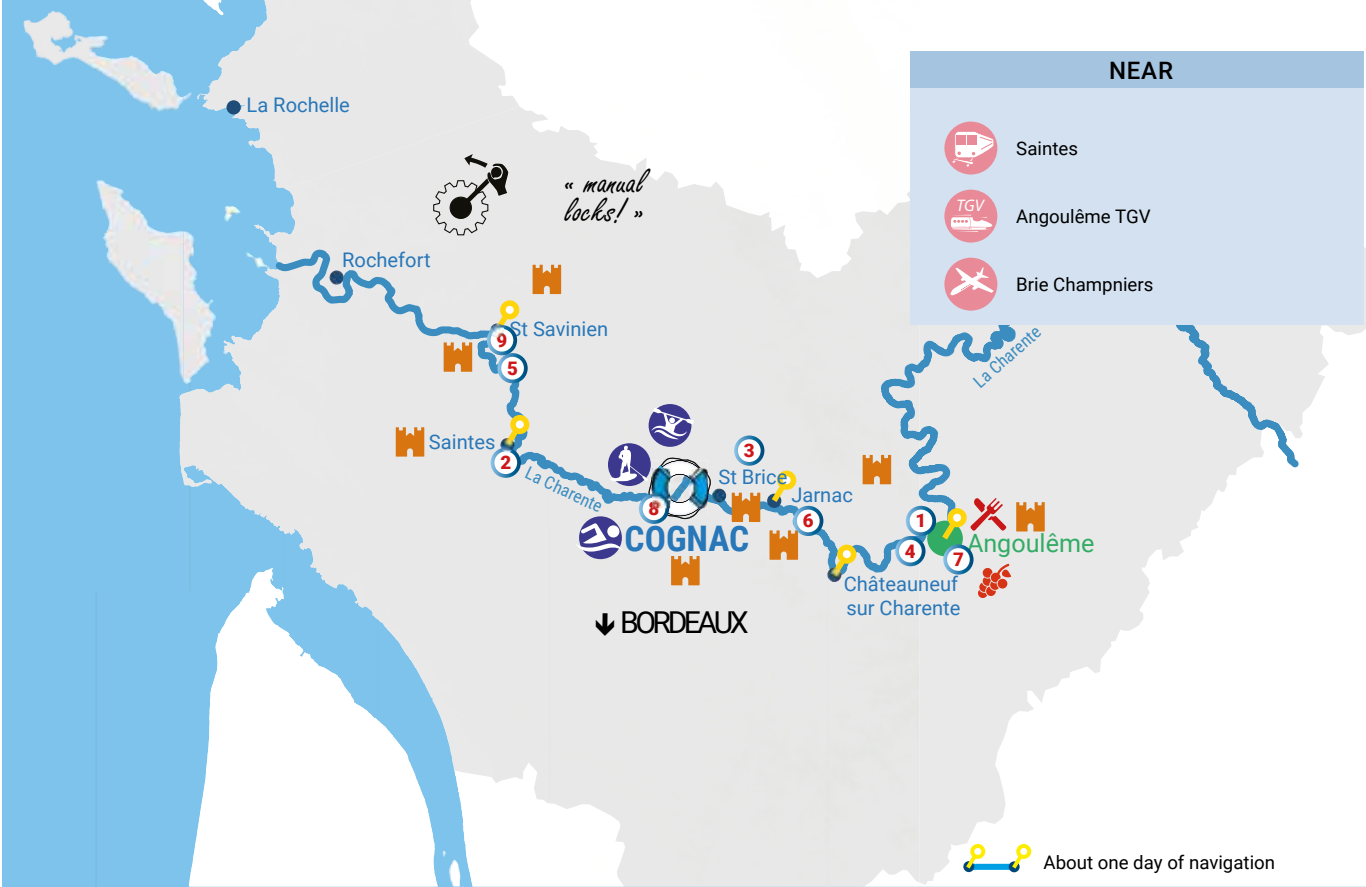 NEAR
Saintes
TGV
Angoulême TGV
Brie Champniers
La Rochelle
« manual
locks! »
Rochefort
St Savinien
9
5
La Charente
Saintes
2
La Charente
3
St Brice
Jarnac
8
COGNAC
6
1
4
7
Angoulême
Châteauneuf
sur Charente
BORDEAUX
About one day of navigation